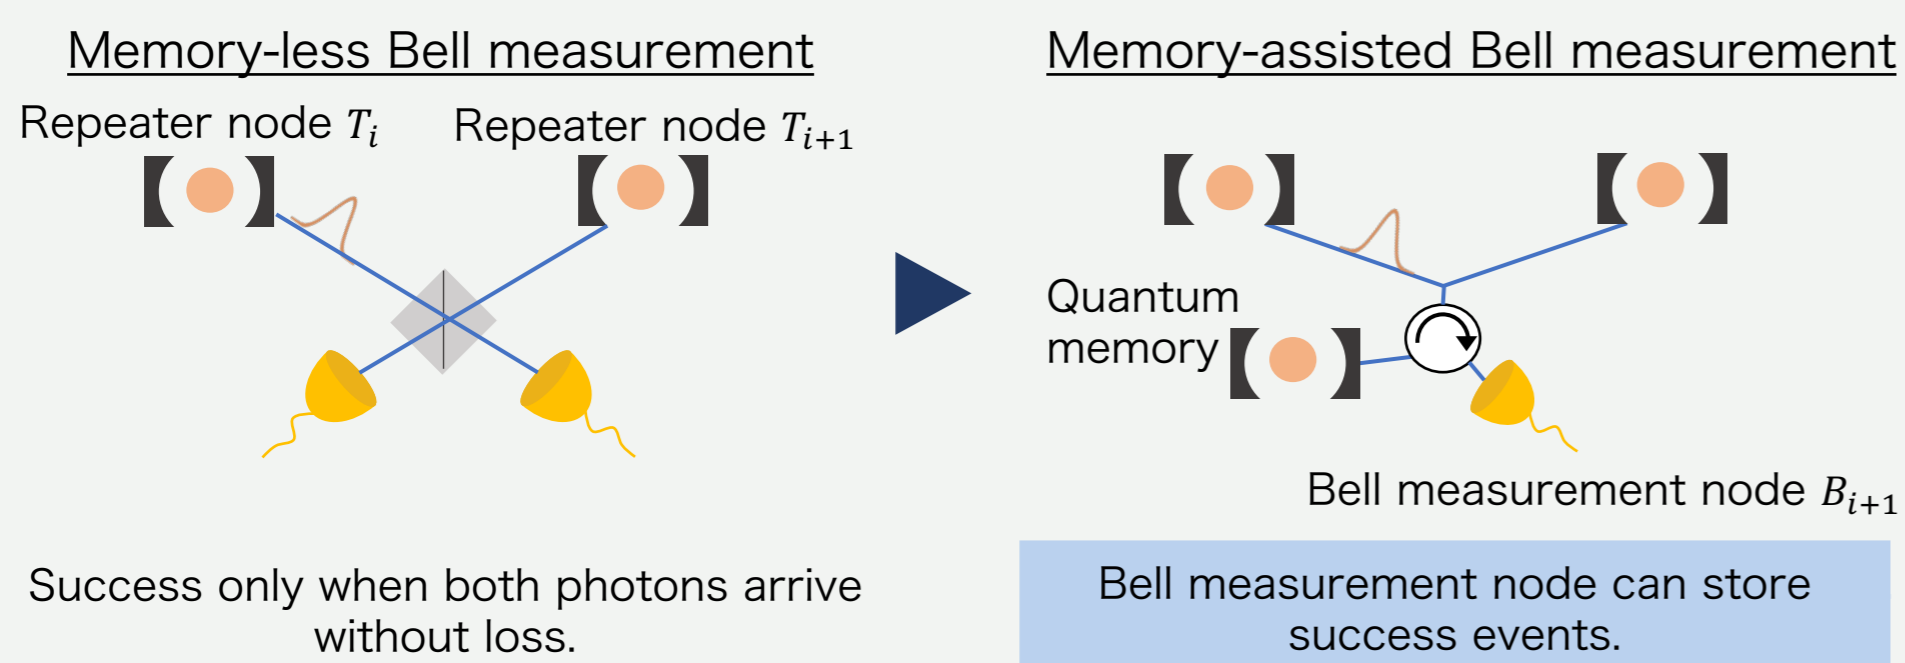 Memory-less Bell measurement
Repeater node T_i
Repeater node T_{i+1}
Success only when both photons arrive
without loss.
Memory-assisted Bell measurement
Quantum
memory
Bell measurement node B_{i+1}
Bell measurement node can store
success events.